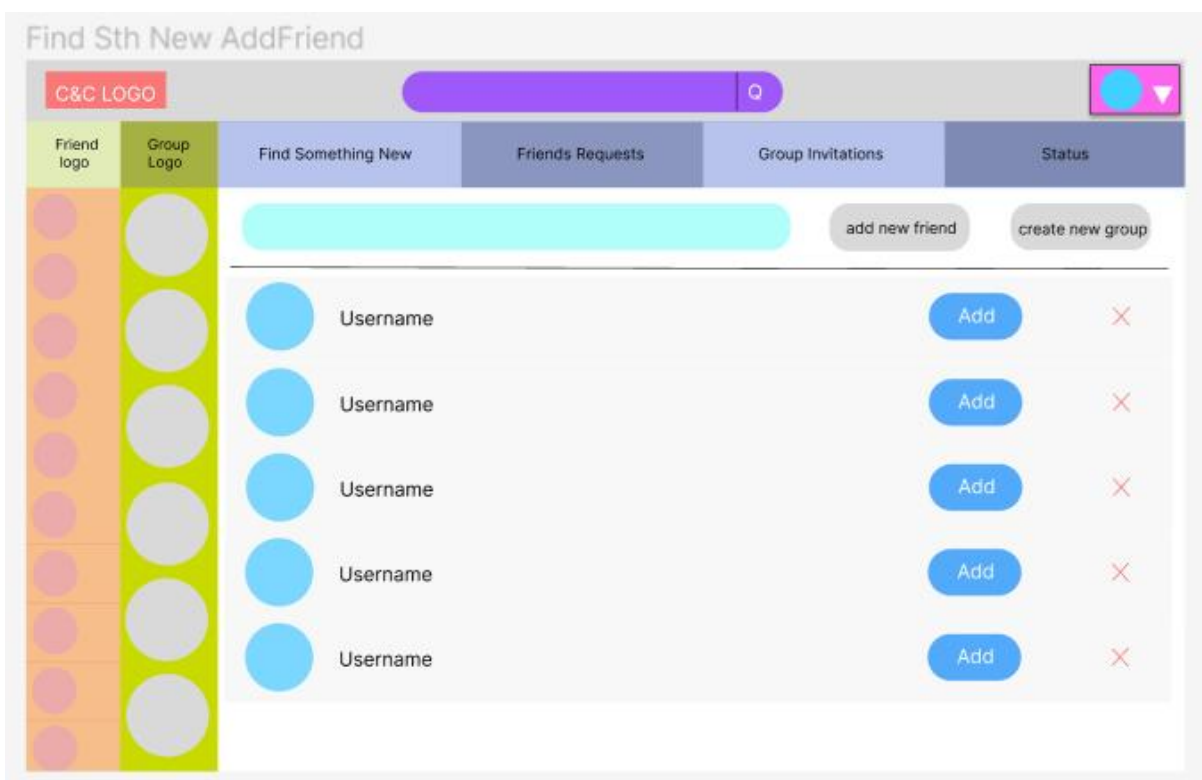 Find Sth New AddFriend
C&C LOGO
Q
Friend
logo
Group
Logo
Find Something New
Friends Requests
Group Invitations
Status
add new friend
create new group
Username
Add
Username
Add
Username
Add
Username
Add
Username
Add